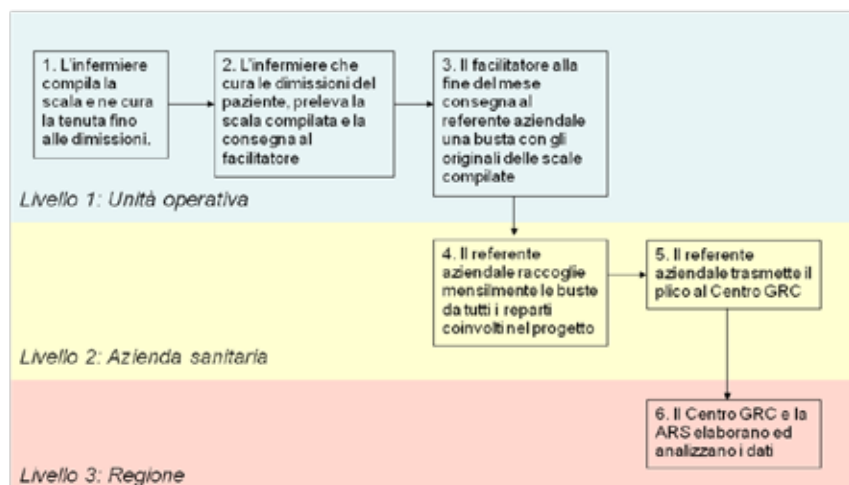 1. L'infermiere
compila la
scala e ne cura
la tenuta fino
alle dimissioni.
2. L'infermiere che
cura le dimissioni del
paziente, preleva la
scala compilata e la
consegna al
facilitatore
3. Il facilitatore alla
fine del mese
consegna al
referente aziendale
una busta con gli
originali delle scale
compilate
Livello 1: Unità operativa
4. Il referente
aziendale raccoglie
mensilmente le buste
da tutti i reparti
coinvolti nel progetto
5. Il referente
aziendale trasmette il
plico al Centro GRC
Livello 2: Azienda sanitaria
6. Il Centro GRC e la
ARS elaborano ed
analizzano i dati
Livello 3: Regione